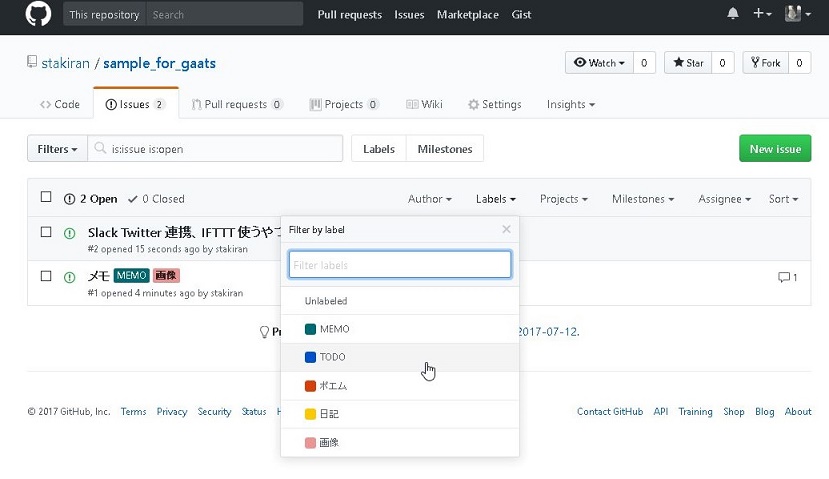 This repository Search Pull requests Issues Marketplace Gist
stakiran / sample_for_gaats Watch 0 Star 0 Fork 0
Code Issues 2 Pull requests 0 Projects 0 Wiki Settings Insights
Filters is:issue is:open Labels Milestones New issue
2 Open 0 Closed Author Labels Projects Milestones Assignee Sort
Slack Twitter 連携、IFTTT 使うやつ
#2 opened 15 seconds ago by stakiran
メモ MEMO 画像 1
#1 opened 4 minutes ago by stakiran
Filter by label
Filter labels
Unlabeled
MEMO
TODO
ポエム
日記
画像
2017-07-12.
© 2017 GitHub, Inc. Terms Privacy Security Status Contact GitHub API Training Shop Blog About